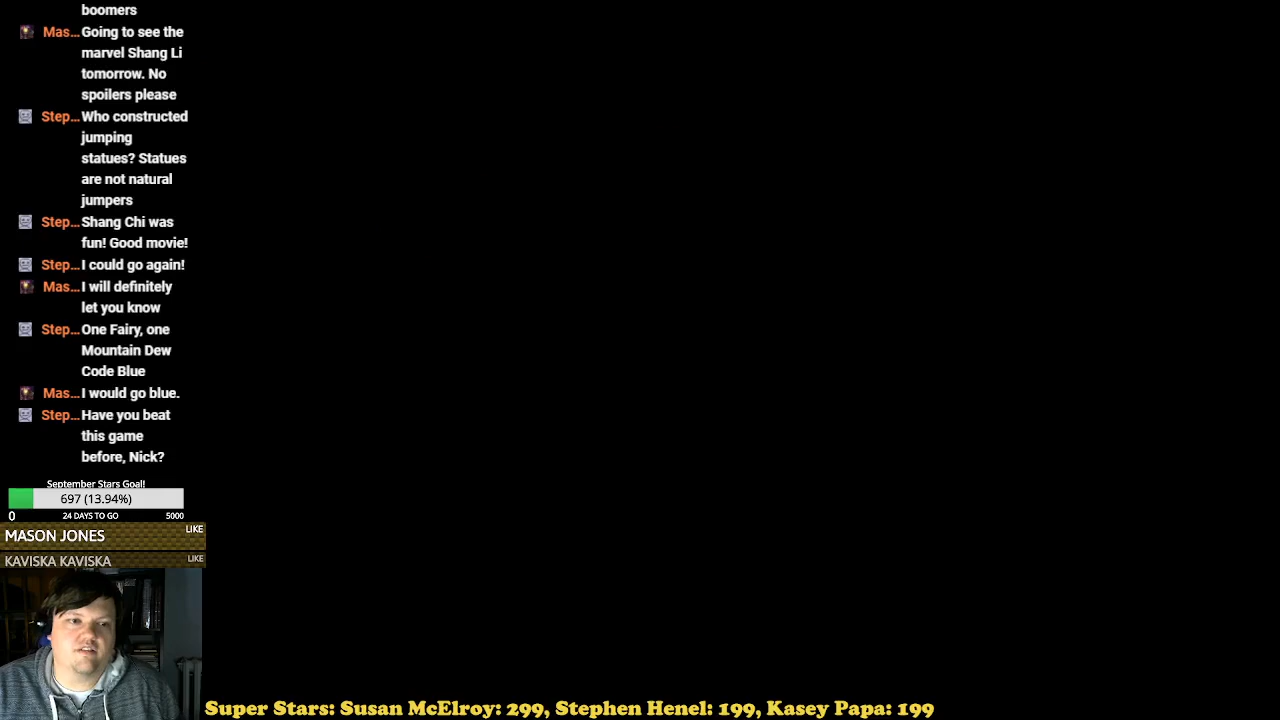 boomers
Mas... Going to see the
marvel Shang Li
tomorrow. No
spoilers please
Step... Who constructed
jumping
statues? Statues
are not natural
jumpers
Step... Shang Chi was
fun! Good movie!
Step... I could go again!
Mas... I will definitely
let you know
Step... One Fairy, one
Mountain Dew
Code Blue
Mas... I would go blue.
Step... Have you beat
this game
before, Nick?
September Stars Goal!
697 (13.94%)
0 24 DAYS TO GO 5000
MASON JONES LIKE
KAVISKA KAVISKA LIKE
Super Stars: Susan McElroy: 299, Stephen Henel: 199, Kasey Papa: 199